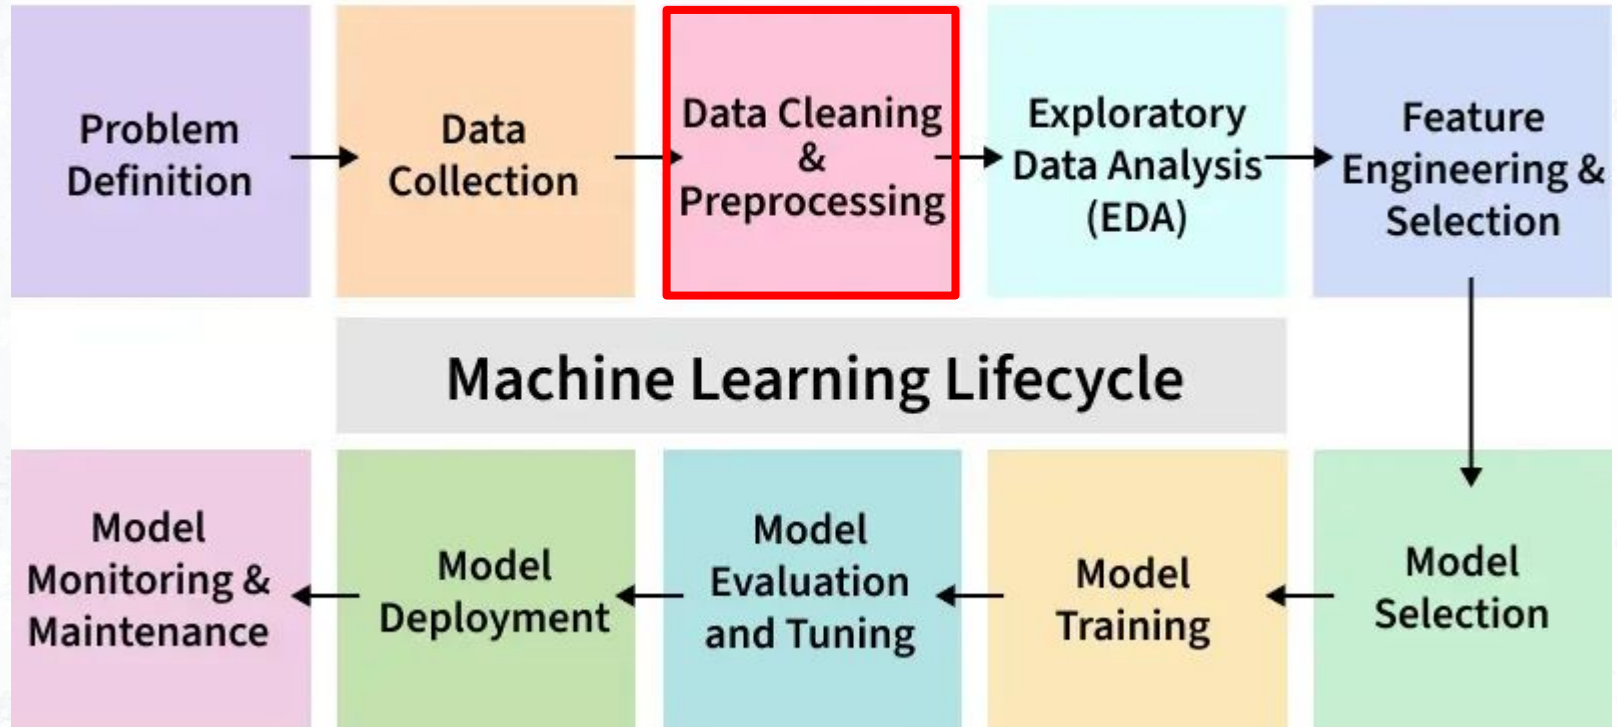 Problem
Definition
Data
Collection
Data Cleaning
&
Preprocessing
Exploratory
Data Analysis
(EDA)
Feature
Engineering &
Selection
Machine Learning Lifecycle
Model
Monitoring &
Maintenance
Model
Deployment
Model
Evaluation
and Tuning
Model
Training
Model
Selection